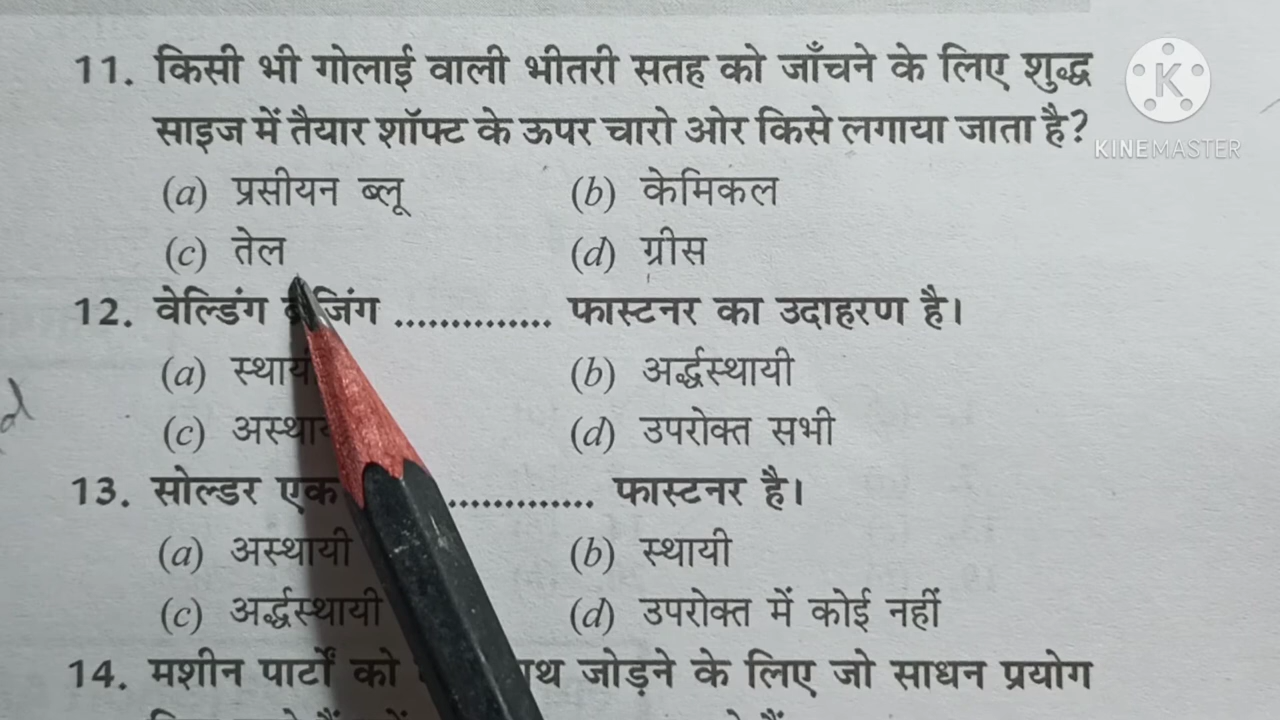 11. किसी भी गोलाई वाली भीतरी सतह को जाँचने के लिए शुद्ध
साइज में तैयार शॉफ्ट के ऊपर चारो ओर किसे लगाया जाता है?
(a) प्रसीयन ब्लू (b) केमिकल
(c) तेल (d) ग्रीस
12. वेल्डिंग .............. फास्टनर का उदाहरण है।
(a) (b) अर्द्धस्थायी
(c) (d) उपरोक्त सभी
13. सोल्डर एक .............. फास्टनर है।
(a) अस्थायी (b) स्थायी
(c) अर्द्धस्थायी (d) उपरोक्त में कोई नहीं
14. मशीन पार्टों को जोड़ने के लिए जो साधन प्रयोग
K
KINEMASTER